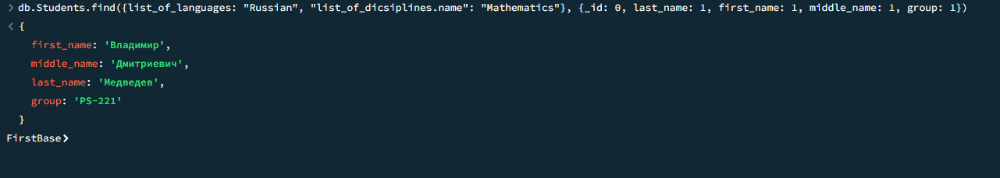 > db.Students.find({list_of_languages: "Russian", "list_of_dicsiplines.name": "Mathematics"}, {_id: 0, last_name: 1, first_name: 1, middle_name: 1, group: 1})
< {
first_name: 'Владимир',
middle_name: 'Дмитриевич',
last_name: 'Медведев',
group: 'PS-221'
}
FirstBase>